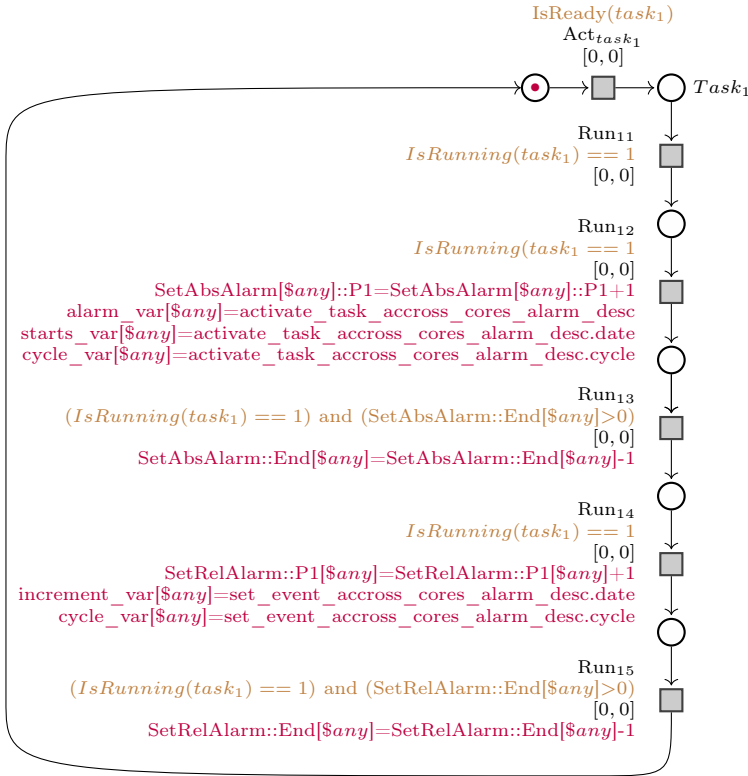 IsReady(task₁)
Act_task₁
[0, 0]
Task₁
Run₁₁
IsRunning(task₁) == 1
[0, 0]
Run₁₂
IsRunning(task₁ == 1
[0, 0]
SetAbsAlarm[$any]::P1=SetAbsAlarm[$any]::P1+1
alarm_var[$any]=activate_task_accross_cores_alarm_desc
starts_var[$any]=activate_task_accross_cores_alarm_desc.date
cycle_var[$any]=activate_task_accross_cores_alarm_desc.cycle
Run₁₃
(IsRunning(task₁) == 1) and (SetAbsAlarm::End[$any]>0)
[0, 0]
SetAbsAlarm::End[$any]=SetAbsAlarm::End[$any]-1
Run₁₄
IsRunning(task₁) == 1
[0, 0]
SetRelAlarm::P1[$any]=SetRelAlarm::P1[$any]+1
increment_var[$any]=set_event_accross_cores_alarm_desc.date
cycle_var[$any]=set_event_accross_cores_alarm_desc.cycle
Run₁₅
(IsRunning(task₁) == 1) and (SetRelAlarm::End[$any]>0)
[0, 0]
SetRelAlarm::End[$any]=SetRelAlarm::End[$any]-1